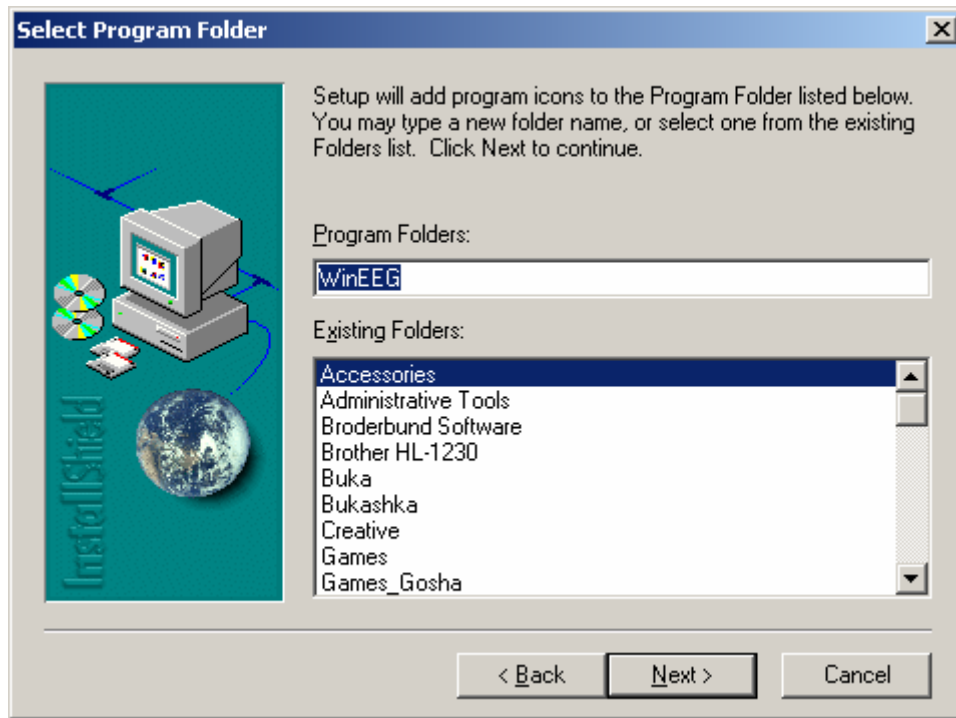 Select Program Folder
Setup will add program icons to the Program Folder listed below.
You may type a new folder name, or select one from the existing
Folders list. Click Next to continue.
Program Folders:
WinEEG
Existing Folders:
Accessories
Administrative Tools
Broderbund Software
Brother HL-1230
Buka
Bukashka
Creative
Games
Games_Gosha
InstallShield
< Back
Next >
Cancel